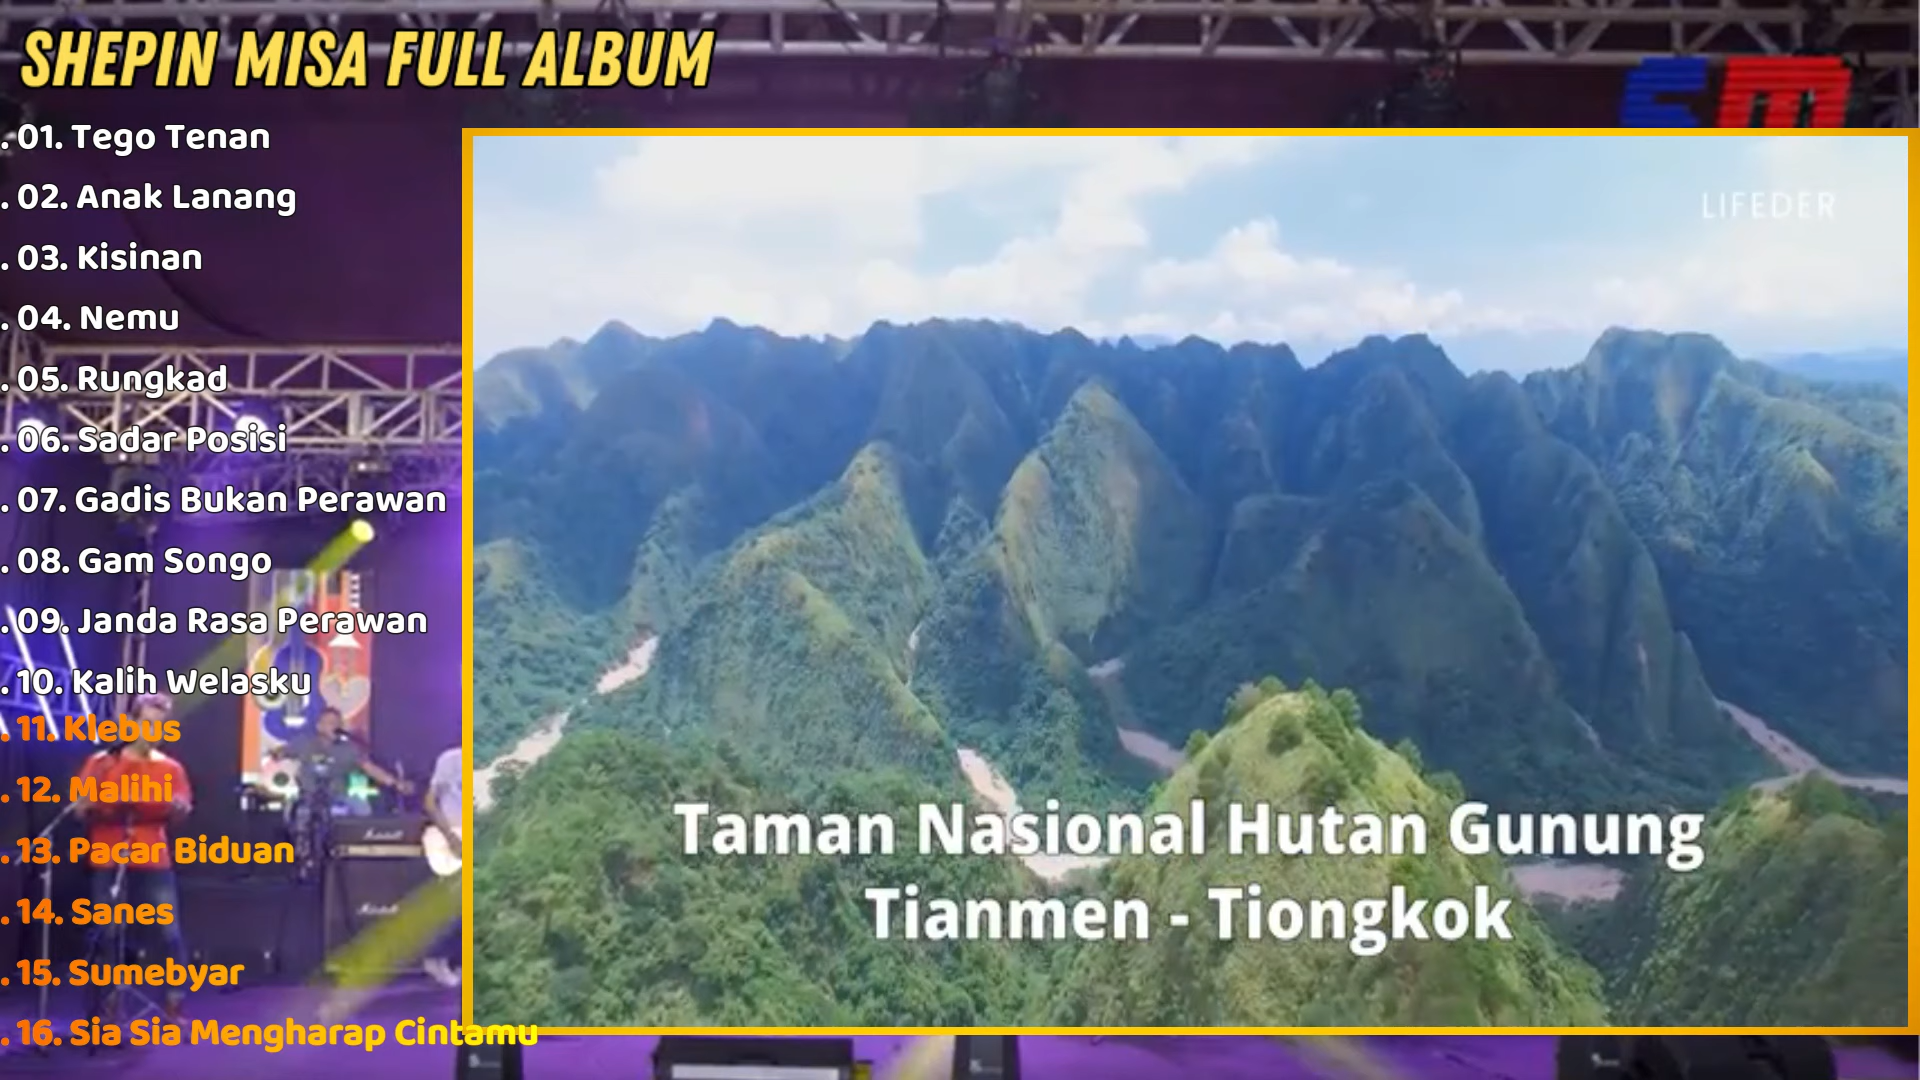 SHEPIN MISA FULL ALBUM
. 01. Tego Tenan
. 02. Anak Lanang
. 03. Kisinan
. 04. Nemu
. 05. Rungkad
. 06. Sadar Posisi
. 07. Gadis Bukan Perawan
. 08. Gam Songo
. 09. Janda Rasa Perawan
. 10. Kalih Welasku
. 11. Klebus
. 12. Malihi
. 13. Pacar Biduan
. 14. Sanes
. 15. Sumebyar
. 16. Sia Sia Mengharap Cintamu
LIFEDER
Taman Nasional Hutan Gunung
Tianmen - Tiongkok
Marshall
Marshall